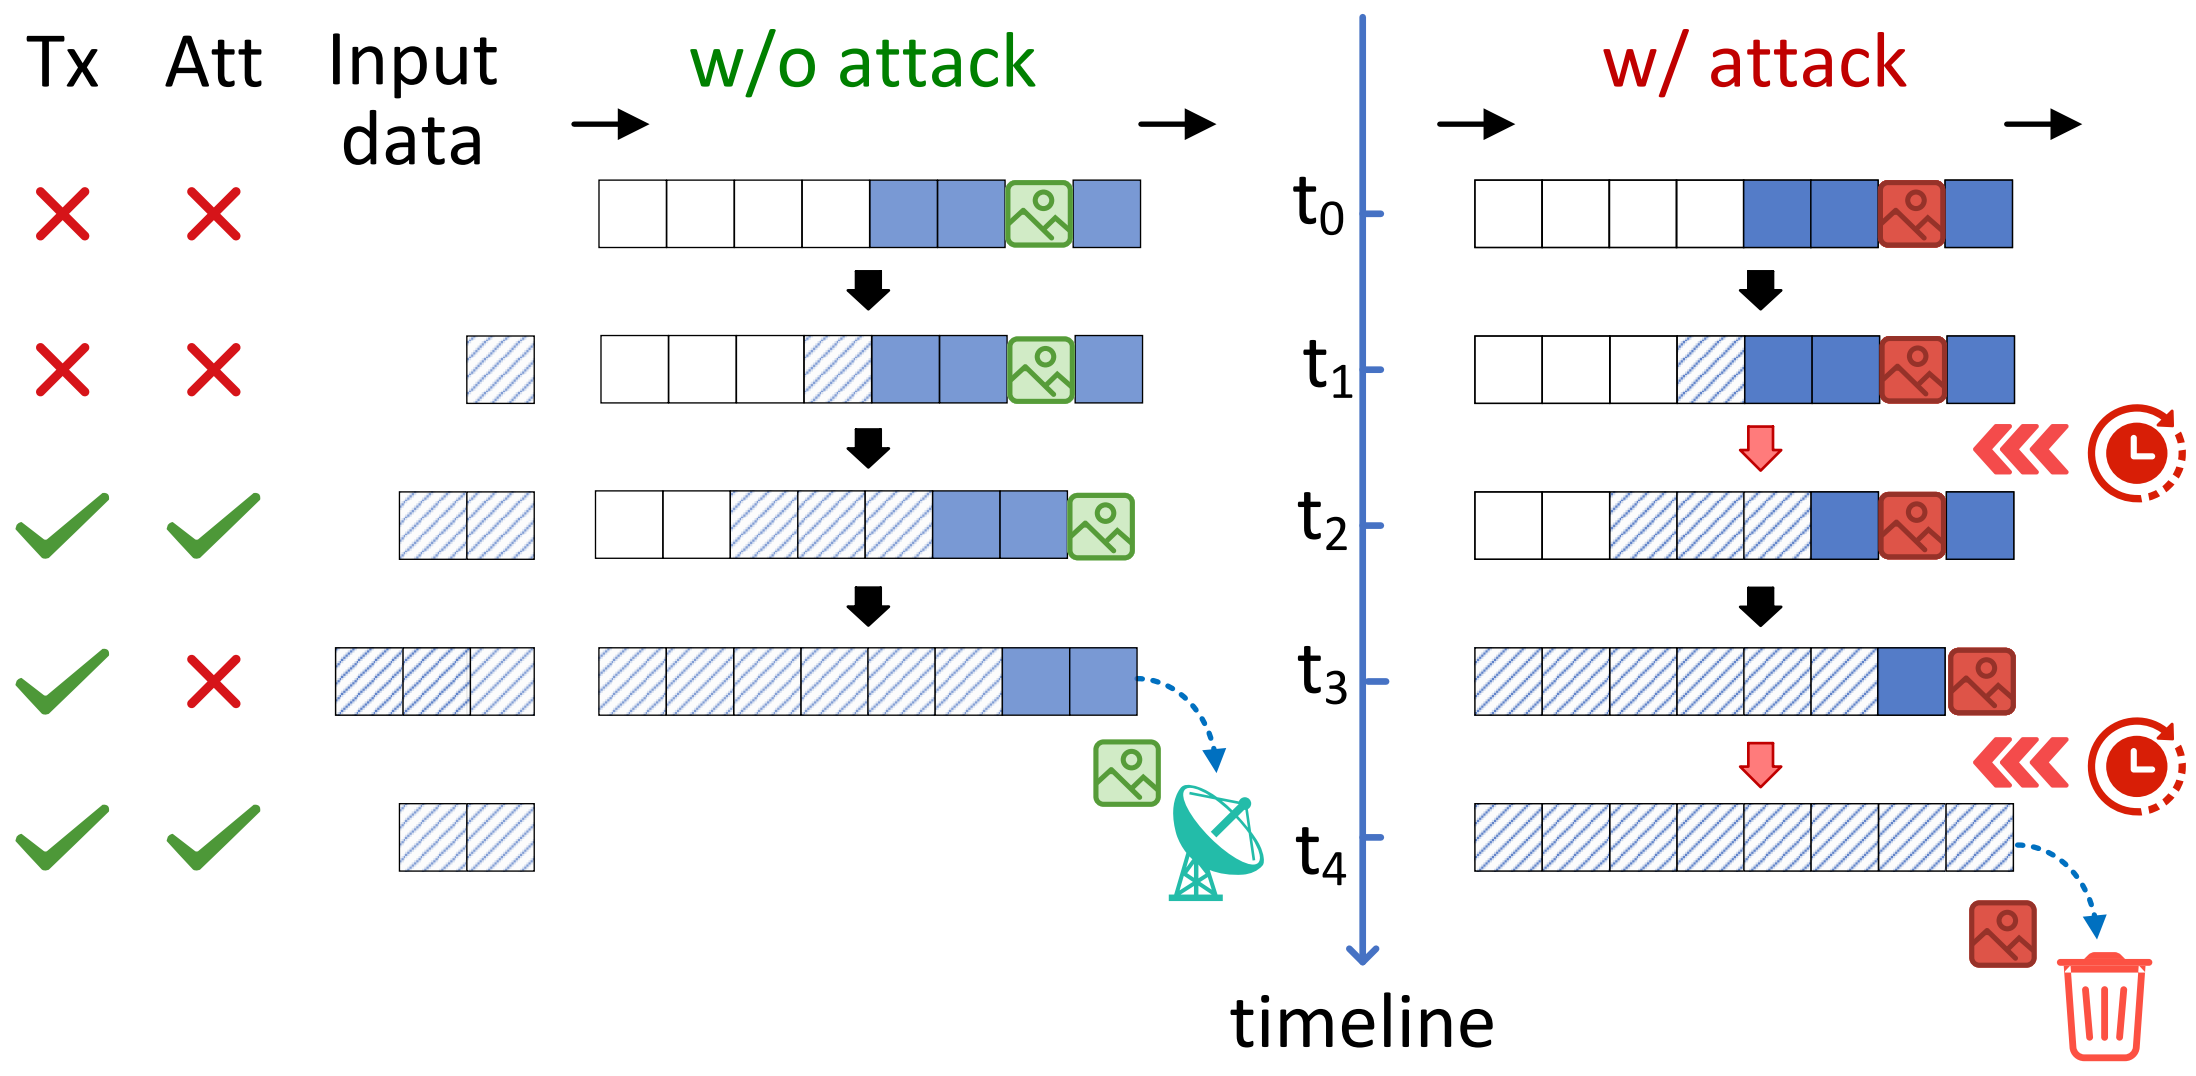 Tx Att Input data w/o attack w/ attack
t0
t1
t2
t3
t4
timeline